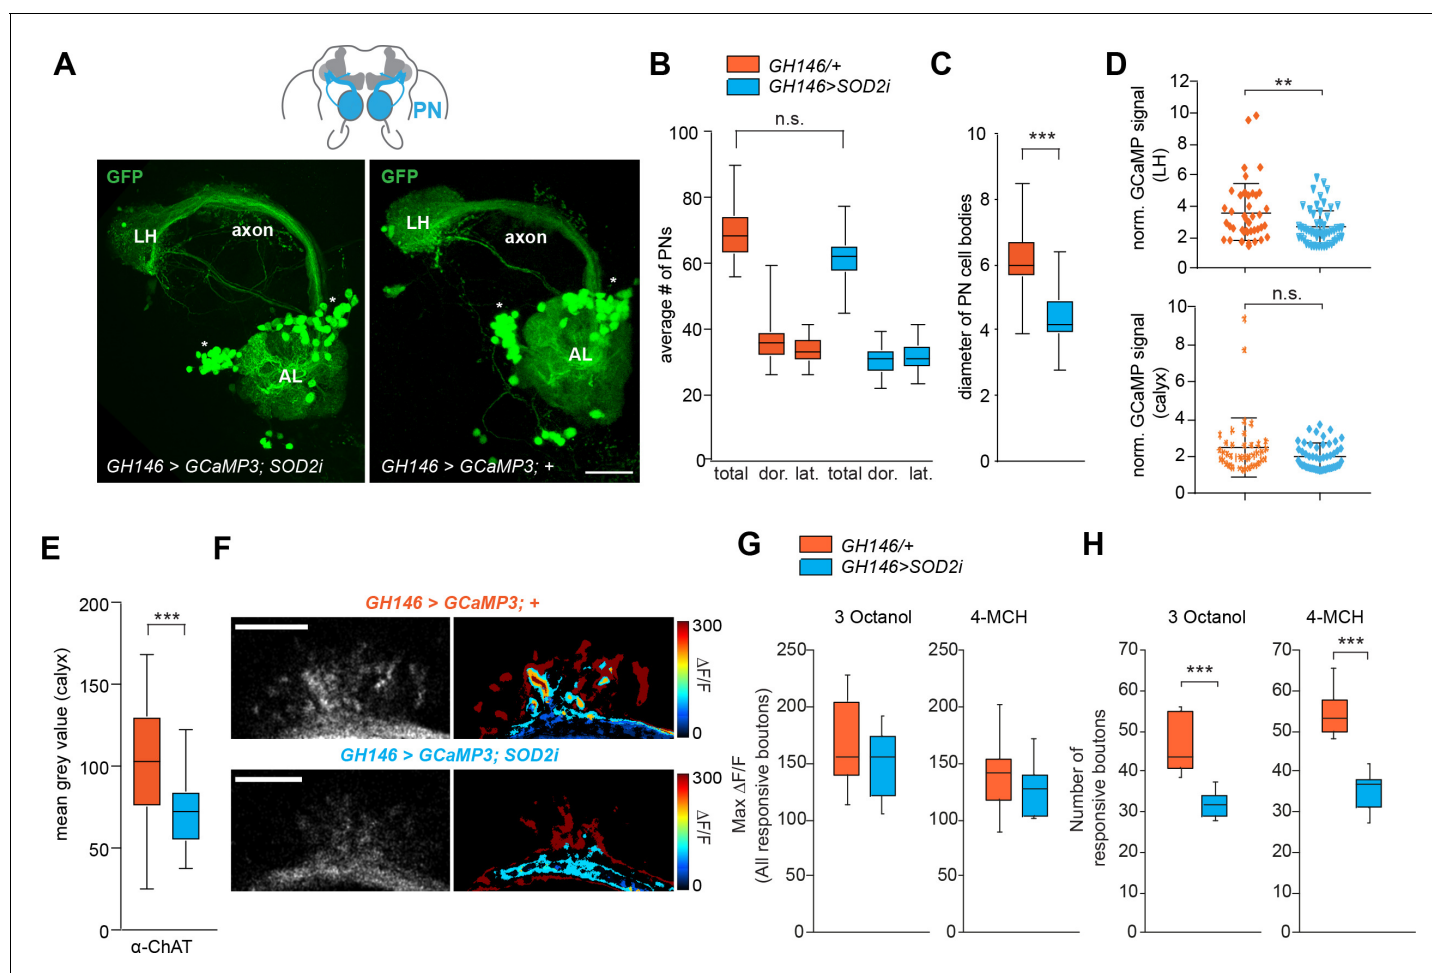 A
PN
GFP
LH
axon
*
*
AL
GH146 > GCaMP3; SOD2i
GFP
LH
axon
*
*
AL
GH146 > GCaMP3; +
B
GH146/+
GH146>SOD2i
n.s.
average # of PNs
100
80
60
40
20
0
total dor. lat. total dor. lat.
C
***
diameter of PN cell bodies
10
8
6
4
2
0
D
**
norm. GCaMP signal
(LH)
12
10
8
6
4
2
0
n.s.
norm. GCaMP signal
(calyx)
10
8
6
4
2
0
E
***
mean grey value (calyx)
200
150
100
50
0
α-ChAT
F
GH146 > GCaMP3; +
300
ΔF/F
0
GH146 > GCaMP3; SOD2i
300
ΔF/F
0
G
GH146/+
GH146>SOD2i
3 Octanol
4-MCH
Max ΔF/F
(All responsive boutons)
250
200
150
100
50
0
250
200
150
100
50
0
H
3 Octanol
4-MCH
***
***
Number of
responsive boutons
70
60
50
40
30
20
10
0
70
60
50
40
30
20
10
0